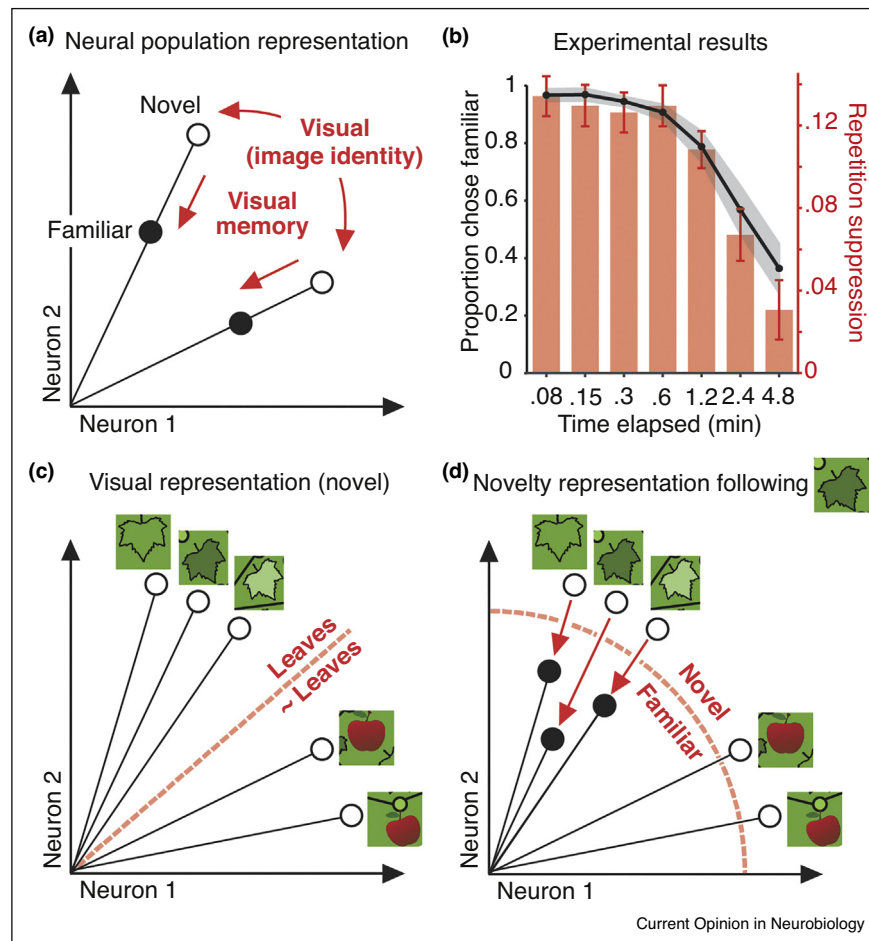 (a) Neural population representation
Novel
Visual
(image identity)
Visual
memory
Familiar
Neuron 2
Neuron 1
(b) Experimental results
Proportion chose familiar
1
0.8
0.6
0.4
0.2
0
Repetition suppression
.12
.08
.04
0
.08 .15 .3 .6 1.2 2.4 4.8
Time elapsed (min)
(c) Visual representation (novel)
Leaves
~ Leaves
Neuron 2
Neuron 1
(d) Novelty representation following
Novel
Familiar
Neuron 2
Neuron 1
Current Opinion in Neurobiology